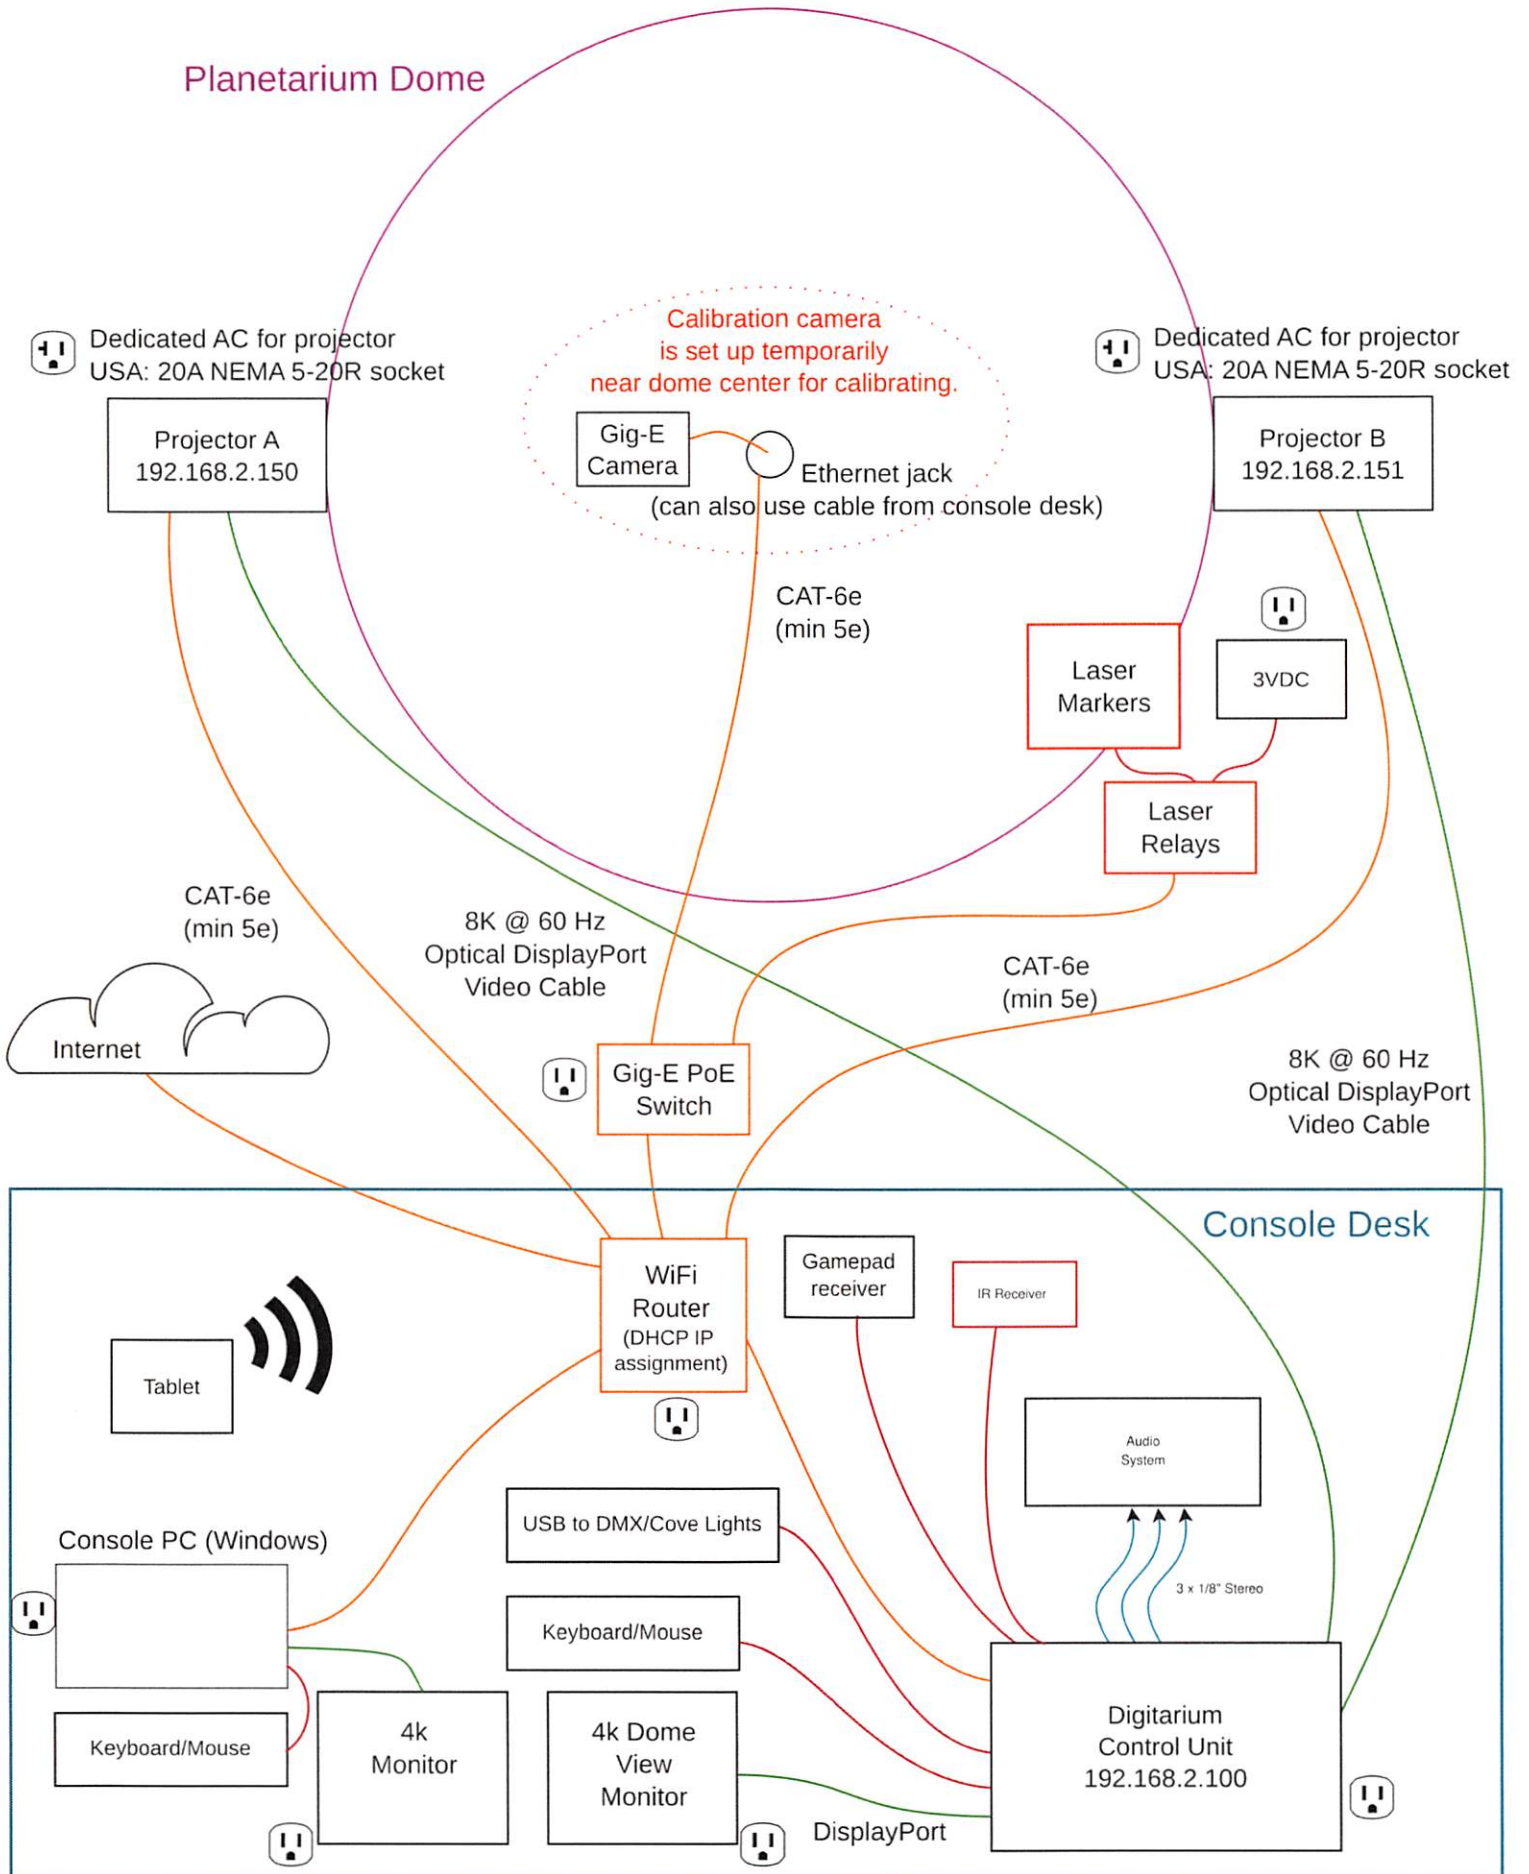 Planetarium Dome
Calibration camera
is set up temporarily
near dome center for calibrating.
Dedicated AC for projector
USA: 20A NEMA 5-20R socket
Dedicated AC for projector
USA: 20A NEMA 5-20R socket
Projector A
192.168.2.150
Gig-E
Camera
Ethernet jack
(can also use cable from console desk)
Projector B
192.168.2.151
CAT-6e
(min 5e)
Laser
Markers
3VDC
Laser
Relays
CAT-6e
(min 5e)
8K @ 60 Hz
Optical DisplayPort
Video Cable
CAT-6e
(min 5e)
Internet
Gig-E PoE
Switch
8K @ 60 Hz
Optical DisplayPort
Video Cable
Console Desk
WiFi
Router
(DHCP IP
assignment)
Gamepad
receiver
IR Receiver
Tablet
Audio
System
USB to DMX/Cove Lights
Console PC (Windows)
3 x 1/8" Stereo
Keyboard/Mouse
Keyboard/Mouse
4k
Monitor
4k Dome
View
Monitor
Digitarium
Control Unit
192.168.2.100
DisplayPort